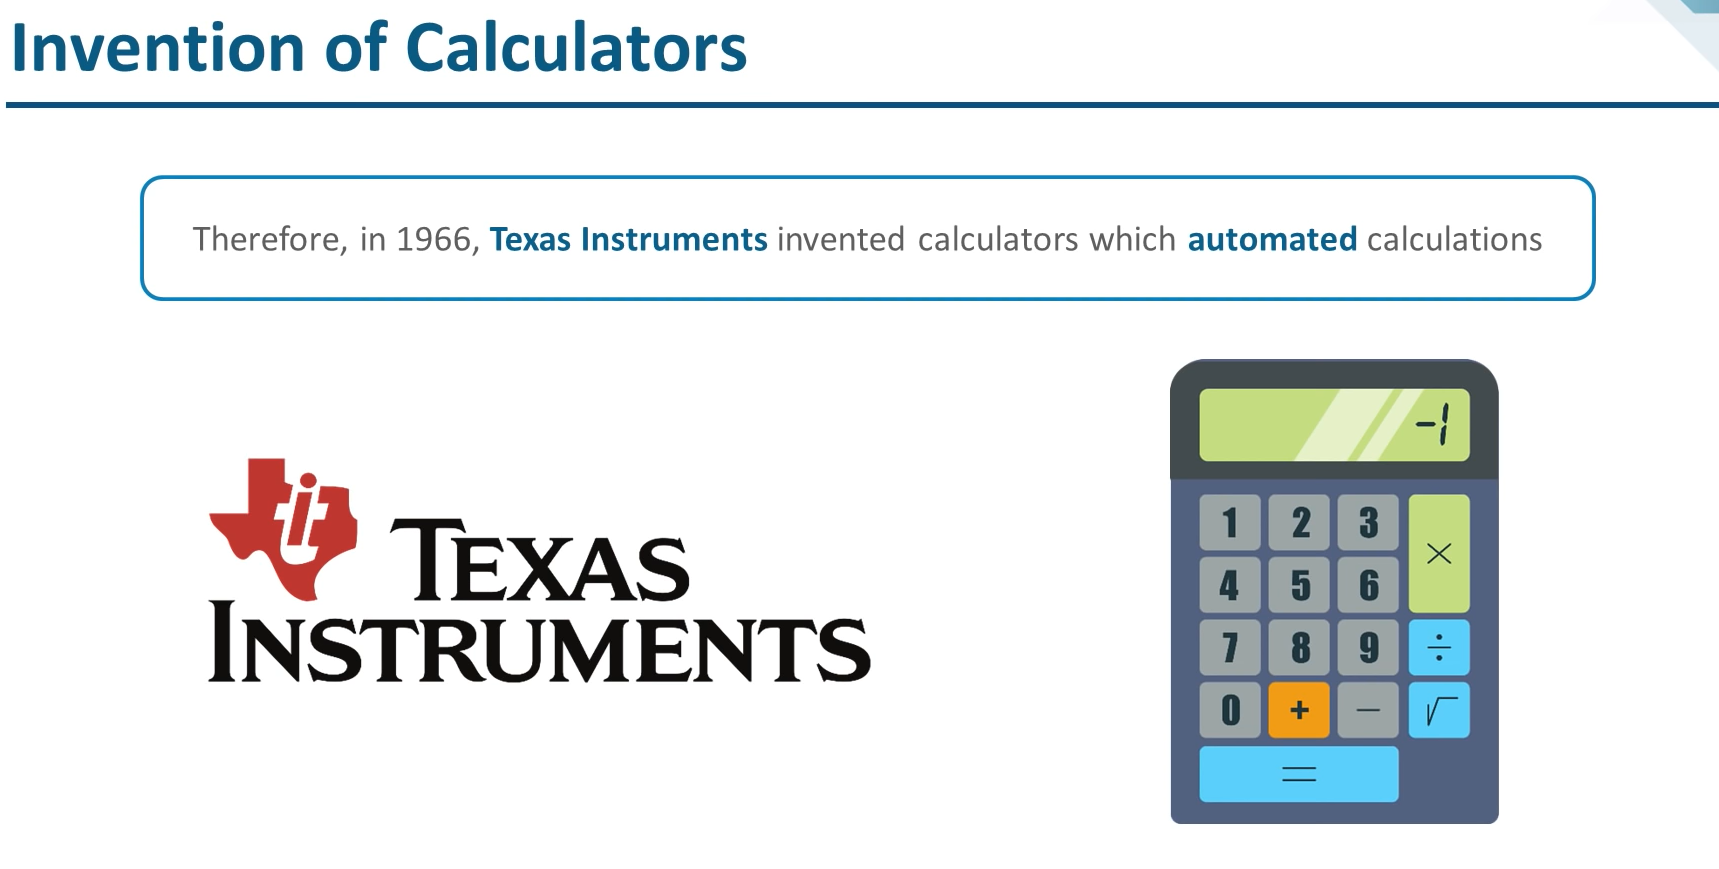 Invention of Calculators
Therefore, in 1966, Texas Instruments invented calculators which automated calculations
ti
TEXAS
INSTRUMENTS
-1
1 2 3 ×
4 5 6
7 8 9 ÷
0 + − √
=